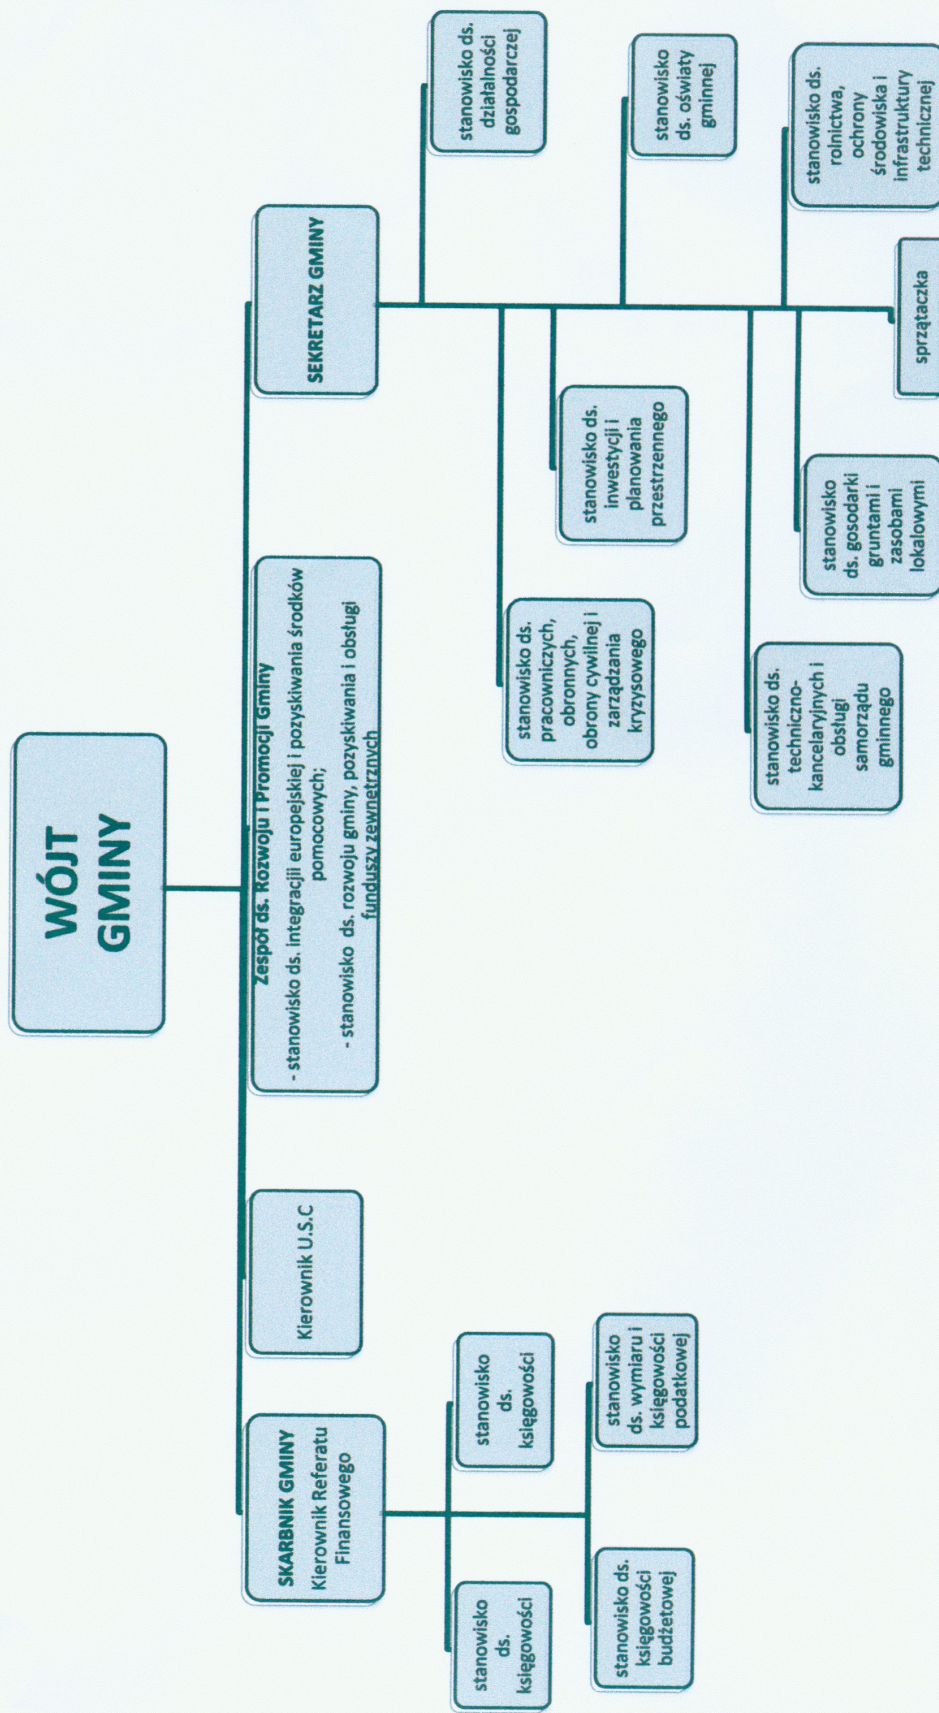 WÓJT
GMINY
SKARBNIK GMINY
Kierownik Referatu
Finansowego
Kierownik U.S.C
Zespół ds. Rozwoju i Promocji Gminy
- stanowisko ds. integracjii europejskiej i pozyskiwania środków
pomocowych;
- stanowisko ds. rozwoju gminy, pozyskiwania i obsługi
funduszy zewnetrznych
SEKRETARZ GMINY
stanowisko
ds.
księgowości
stanowisko
ds.
księgowości
stanowisko ds.
księgowości
budżetowej
stanowisko
ds. wymiaru i
księgowości
podatkowej
stanowisko ds.
działalności
gospodarczej
stanowisko ds.
pracowniczych,
obronnych,
obrony cywilnej i
zarządzania
kryzysowego
stanowisko ds.
inwestycji i
planowania
przestrzennego
stanowisko
ds. oświaty
gminnej
stanowisko ds.
techniczno-
kancelaryjnych i
obsługi
samorządu
gminnego
stanowisko
ds. gosodarki
gruntami i
zasobami
lokalowymi
stanowisko ds.
rolnictwa,
ochrony
środowiska i
infrastruktury
technicznej
sprzątaczka